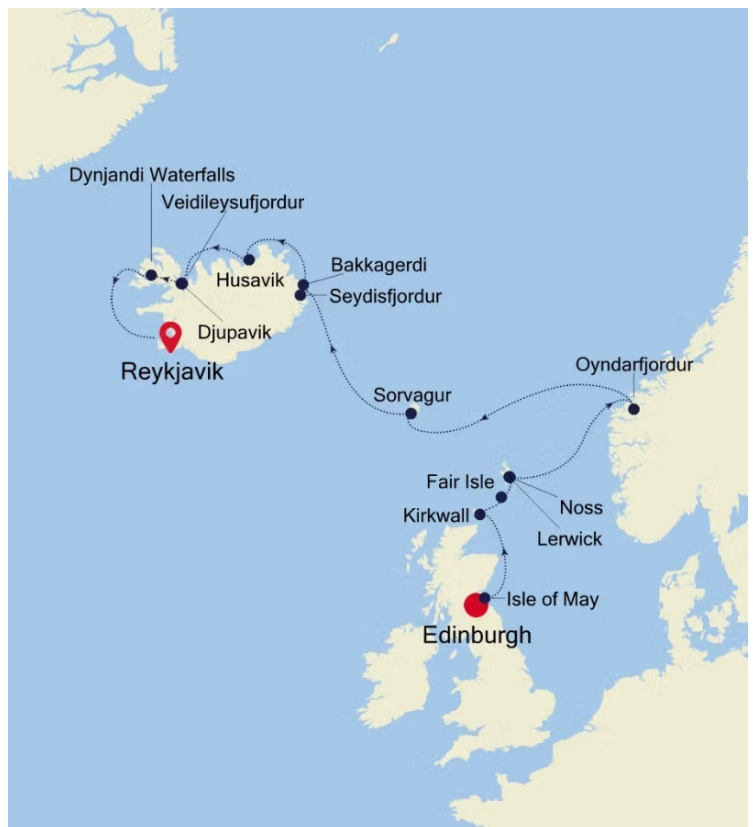 Dynjandi Waterfalls
Veidileysufjordur
Bakkagerdi
Husavik
Seydisfjordur
Djupavik
Reykjavik
Oyndarfjordur
Sorvagur
Fair Isle
Noss
Kirkwall
Lerwick
Isle of May
Edinburgh